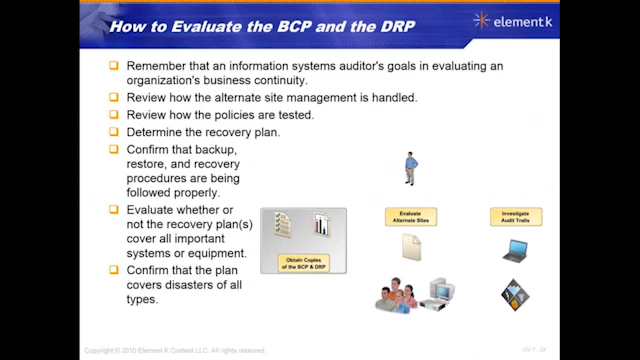 How to Evaluate the BCP and the DRP
element k
Remember that an information systems auditor's goals in evaluating an
organization's business continuity.
Review how the alternate site management is handled.
Review how the policies are tested.
Determine the recovery plan.
Confirm that backup,
restore, and recovery
procedures are being
followed properly.
Evaluate whether or
not the recovery plan(s)
cover all important
systems or equipment.
Confirm that the plan
covers disasters of all
types.
Obtain Copies
of the BCP & DRP
Evaluate
Alternate Sites
Investigate
Audit Trails
Copyright © 2010 Element K Content LLC. All rights reserved.
OV 7 - 24